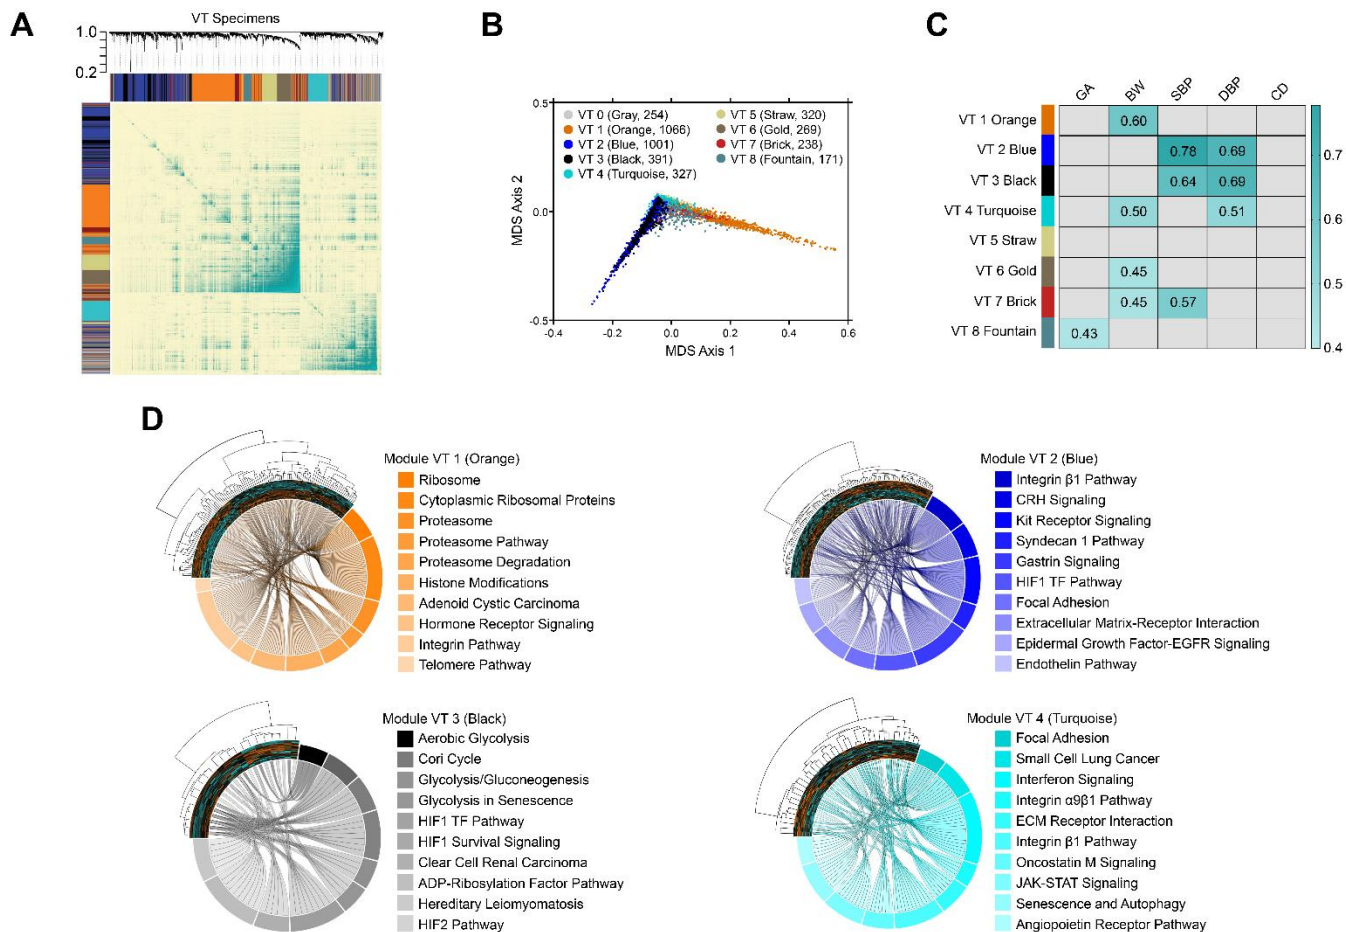 A
VT Specimens
1.0
0.2
B
0.5
0.0
-0.5
MDS Axis 2
VT 0 (Gray, 254)
VT 1 (Orange, 1066)
VT 2 (Blue, 1001)
VT 3 (Black, 391)
VT 4 (Turquoise, 327)
VT 5 (Straw, 320)
VT 6 (Gold, 269)
VT 7 (Brick, 238)
VT 8 (Fountain, 171)
-0.4 -0.2 0.0 0.2 0.4 0.6
MDS Axis 1
C
GA BW SBP DBP CD
VT 1 Orange 0.60
VT 2 Blue 0.78 0.69
VT 3 Black 0.64 0.69
VT 4 Turquoise 0.50 0.51
VT 5 Straw
VT 6 Gold 0.45
VT 7 Brick 0.45 0.57
VT 8 Fountain 0.43
0.7
0.6
0.5
0.4
D
Module VT 1 (Orange)
Ribosome
Cytoplasmic Ribosomal Proteins
Proteasome
Proteasome Pathway
Proteasome Degradation
Histone Modifications
Adenoid Cystic Carcinoma
Hormone Receptor Signaling
Integrin Pathway
Telomere Pathway
Module VT 2 (Blue)
Integrin β1 Pathway
CRH Signaling
Kit Receptor Signaling
Syndecan 1 Pathway
Gastrin Signaling
HIF1 TF Pathway
Focal Adhesion
Extracellular Matrix-Receptor Interaction
Epidermal Growth Factor-EGFR Signaling
Endothelin Pathway
Module VT 3 (Black)
Aerobic Glycolysis
Cori Cycle
Glycolysis/Gluconeogenesis
Glycolysis in Senescence
HIF1 TF Pathway
HIF1 Survival Signaling
Clear Cell Renal Carcinoma
ADP-Ribosylation Factor Pathway
Hereditary Leiomyomatosis
HIF2 Pathway
Module VT 4 (Turquoise)
Focal Adhesion
Small Cell Lung Cancer
Interferon Signaling
Integrin α9β1 Pathway
ECM Receptor Interaction
Integrin β1 Pathway
Oncostatin M Signaling
JAK-STAT Signaling
Senescence and Autophagy
Angiopoietin Receptor Pathway